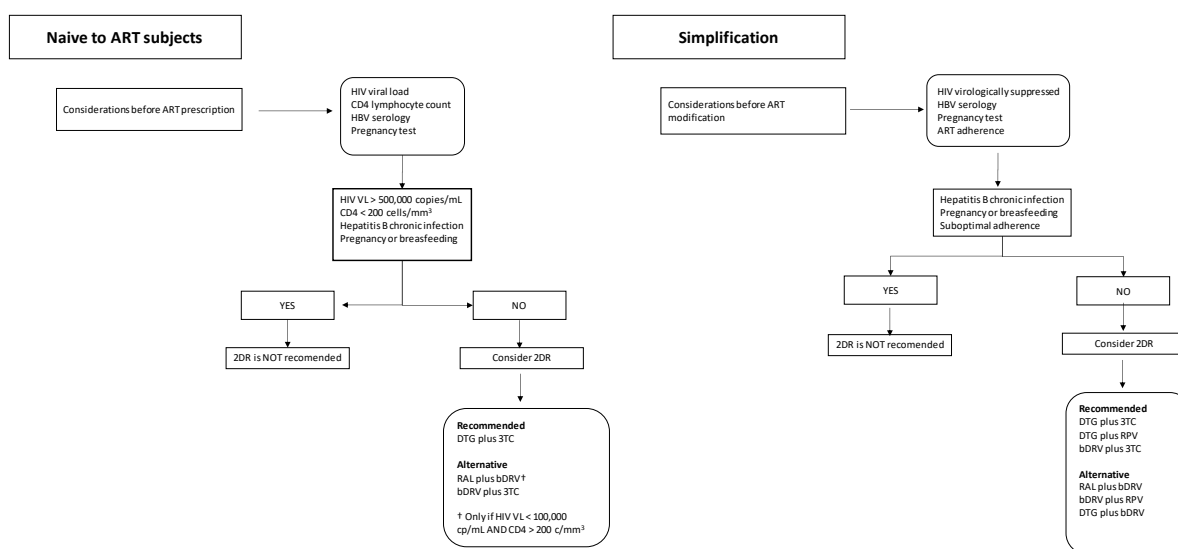 Naive to ART subjects
Considerations before ART prescription
HIV viral load
CD4 lymphocyte count
HBV serology
Pregnancy test
HIV VL > 500,000 copies/mL
CD4 < 200 cells/mm³
Hepatitis B chronic infection
Pregnancy or breastfeeding
YES
NO
2DR is NOT recomended
Consider 2DR
Recommended
DTG plus 3TC
Alternative
RAL plus bDRV†
bDRV plus 3TC
† Only if HIV VL < 100,000
cp/mL AND CD4 > 200 c/mm³
Simplification
Considerations before ART
modification
HIV virologically suppressed
HBV serology
Pregnancy test
ART adherence
Hepatitis B chronic infection
Pregnancy or breastfeeding
Suboptimal adherence
YES
NO
2DR is NOT recomended
Consider 2DR
Recommended
DTG plus 3TC
DTG plus RPV
bDRV plus 3TC
Alternative
RAL plus bDRV
bDRV plus RPV
DTG plus bDRV